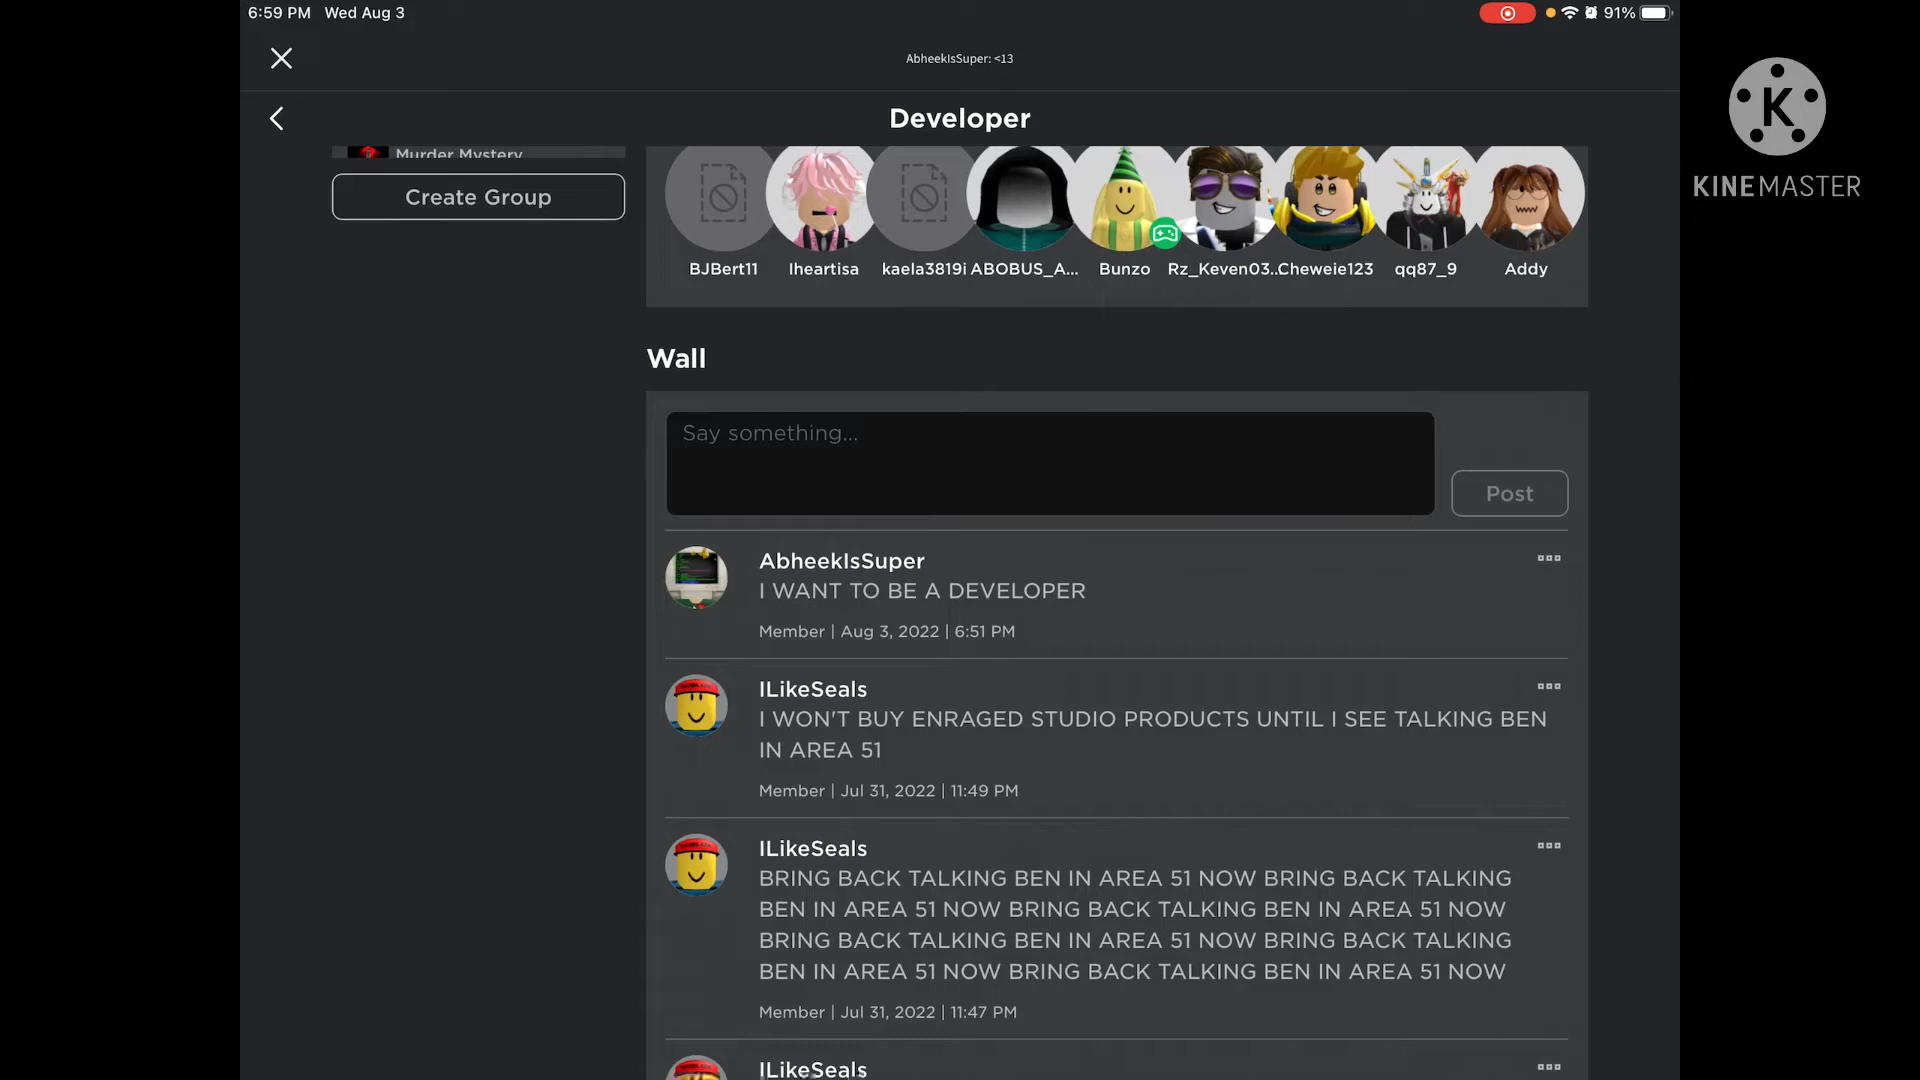 6:59 PM Wed Aug 3
91%
AbheekIsSuper: <13
Developer
K
KINEMASTER
Murder Mystery
Create Group
BJBert11 Iheartisa kaela3819i ABOBUS_A... Bunzo Rz_Keven03.. Cheweie123 qq87_9 Addy
Wall
Say something...
Post
AbheekIsSuper
I WANT TO BE A DEVELOPER
Member | Aug 3, 2022 | 6:51 PM
ILikeSeals
I WON'T BUY ENRAGED STUDIO PRODUCTS UNTIL I SEE TALKING BEN
IN AREA 51
Member | Jul 31, 2022 | 11:49 PM
ILikeSeals
BRING BACK TALKING BEN IN AREA 51 NOW BRING BACK TALKING
BEN IN AREA 51 NOW BRING BACK TALKING BEN IN AREA 51 NOW
BRING BACK TALKING BEN IN AREA 51 NOW BRING BACK TALKING
BEN IN AREA 51 NOW BRING BACK TALKING BEN IN AREA 51 NOW
Member | Jul 31, 2022 | 11:47 PM
ILikeSeals